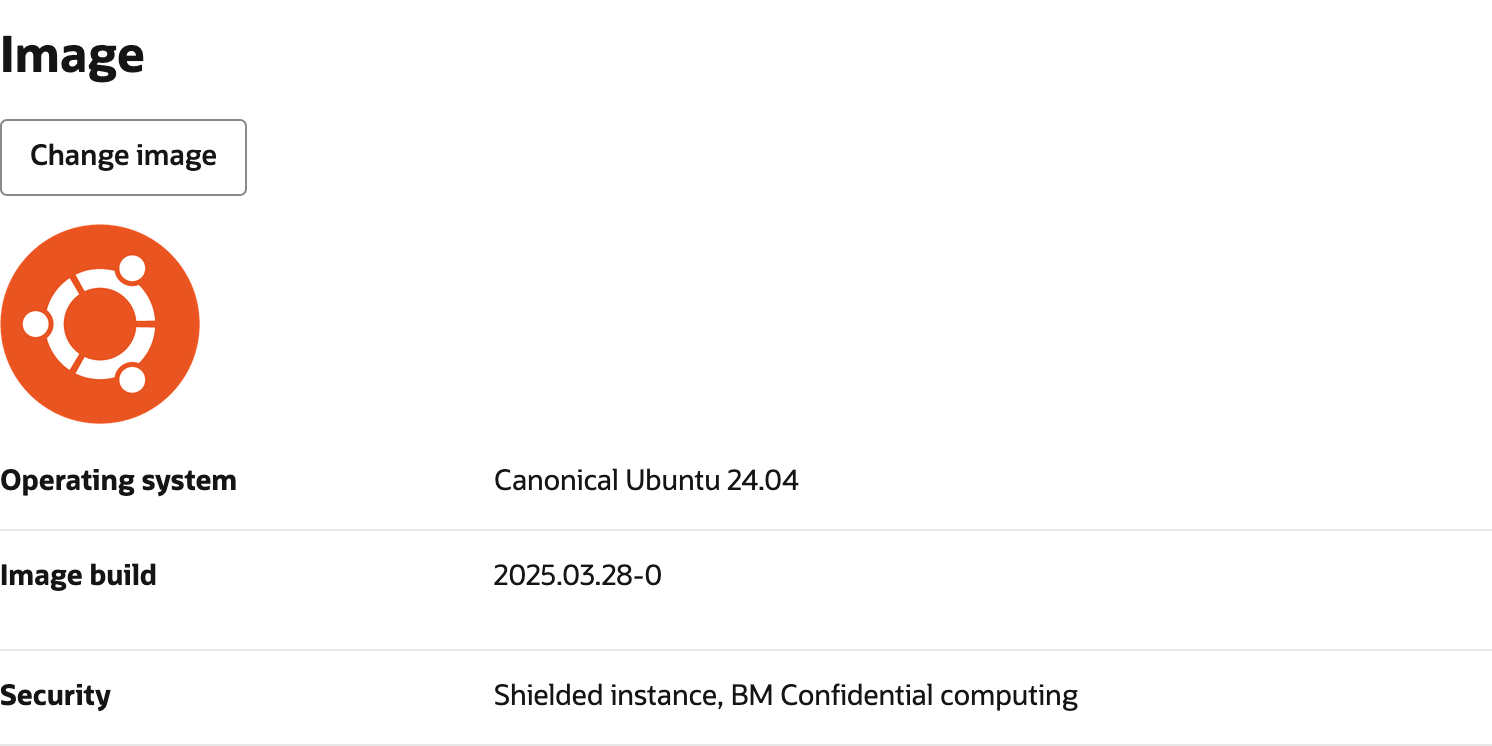 Image
Change image
Operating system Canonical Ubuntu 24.04
Image build 2025.03.28-0
Security Shielded instance, BM Confidential computing